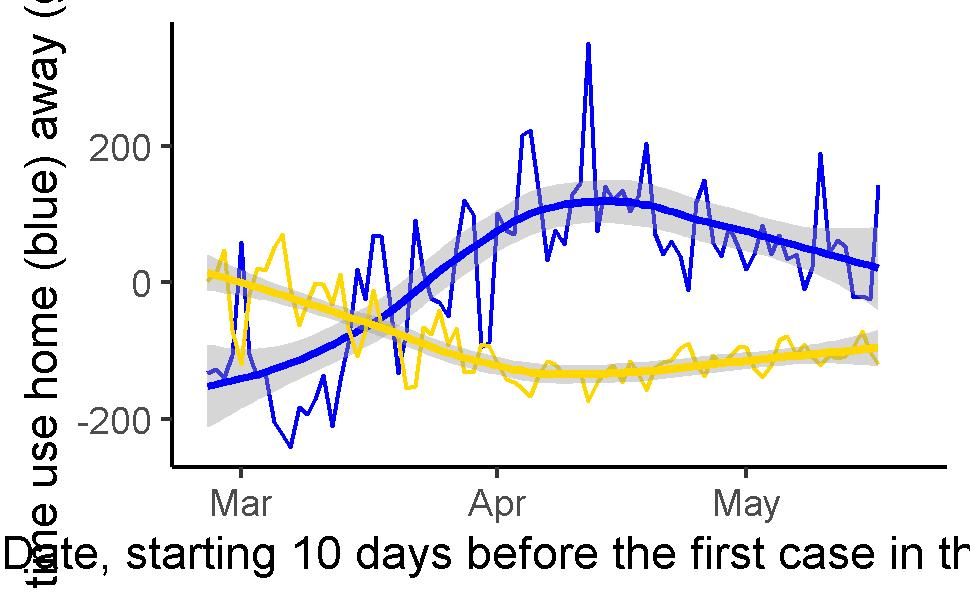 time use home (blue) away (
200
0
-200
Mar Apr May
Date, starting 10 days before the first case in th